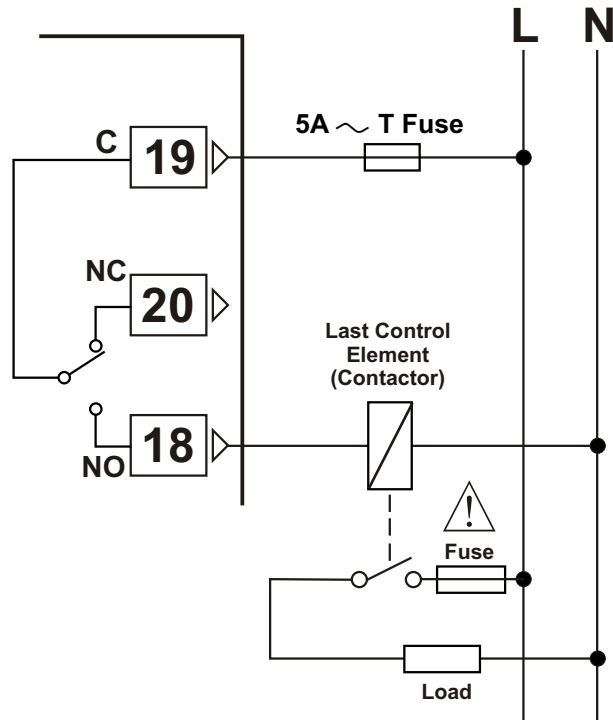 L N
5A ~ T Fuse
C
19
NC
20
Last Control
Element
(Contactor)
18
NO
!
Fuse
Load